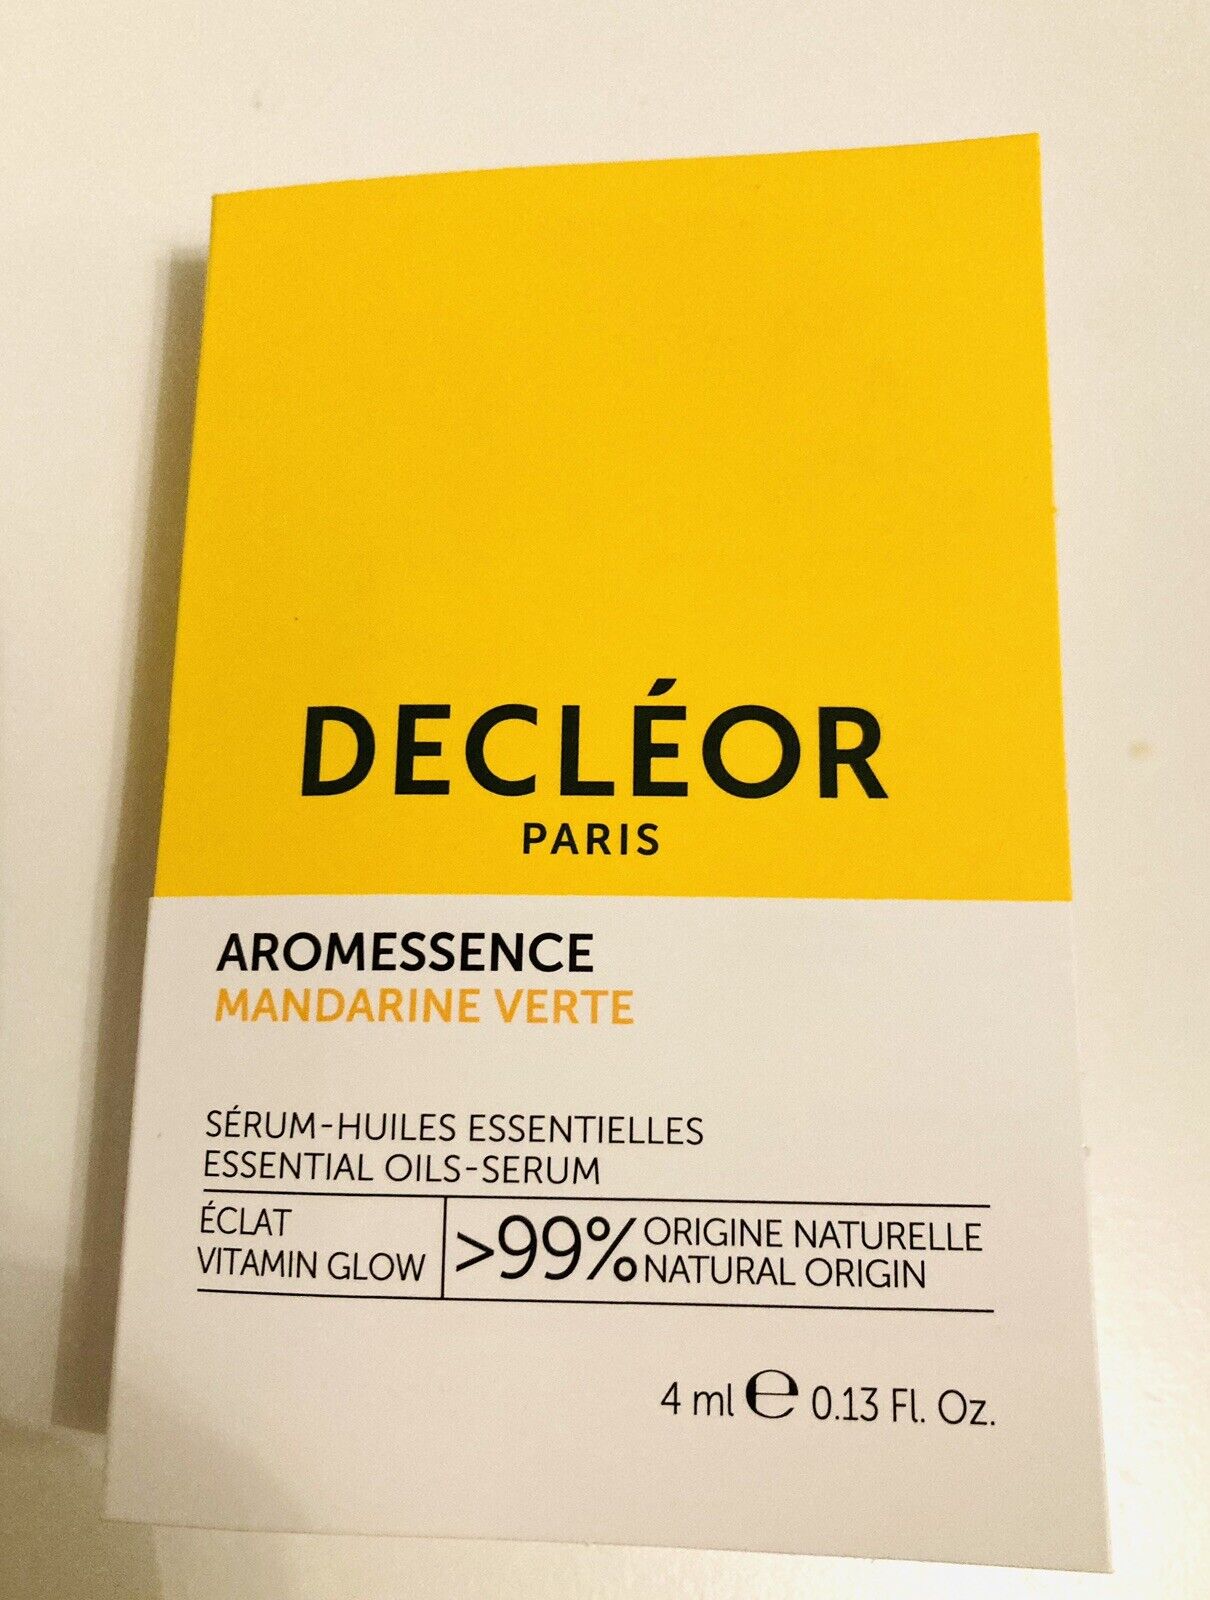 DECLÉOR
PARIS
AROMESSENCE
MANDARINE VERTE
SÉRUM-HUILES ESSENTIELLES
ESSENTIAL OILS-SERUM
ÉCLAT
VITAMIN GLOW
>99% ORIGINE NATURELLE
NATURAL ORIGIN
4 ml ℮ 0.13 Fl. Oz.